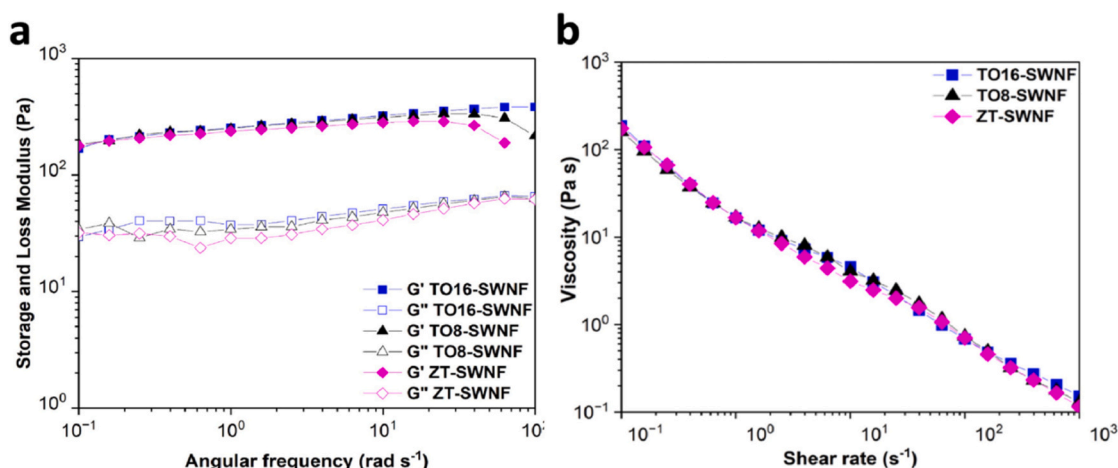 a
Storage and Loss Modulus (Pa)
10³
10²
10¹
10⁰
G' TO16-SWNF
G" TO16-SWNF
G' TO8-SWNF
G" TO8-SWNF
G' ZT-SWNF
G" ZT-SWNF
10⁻¹ 10⁰ 10¹ 10²
Angular frequency (rad s⁻¹)
b
Viscosity (Pa s)
10³
10²
10¹
10⁰
10⁻¹
TO16-SWNF
TO8-SWNF
ZT-SWNF
10⁻¹ 10⁰ 10¹ 10² 10³
Shear rate (s⁻¹)